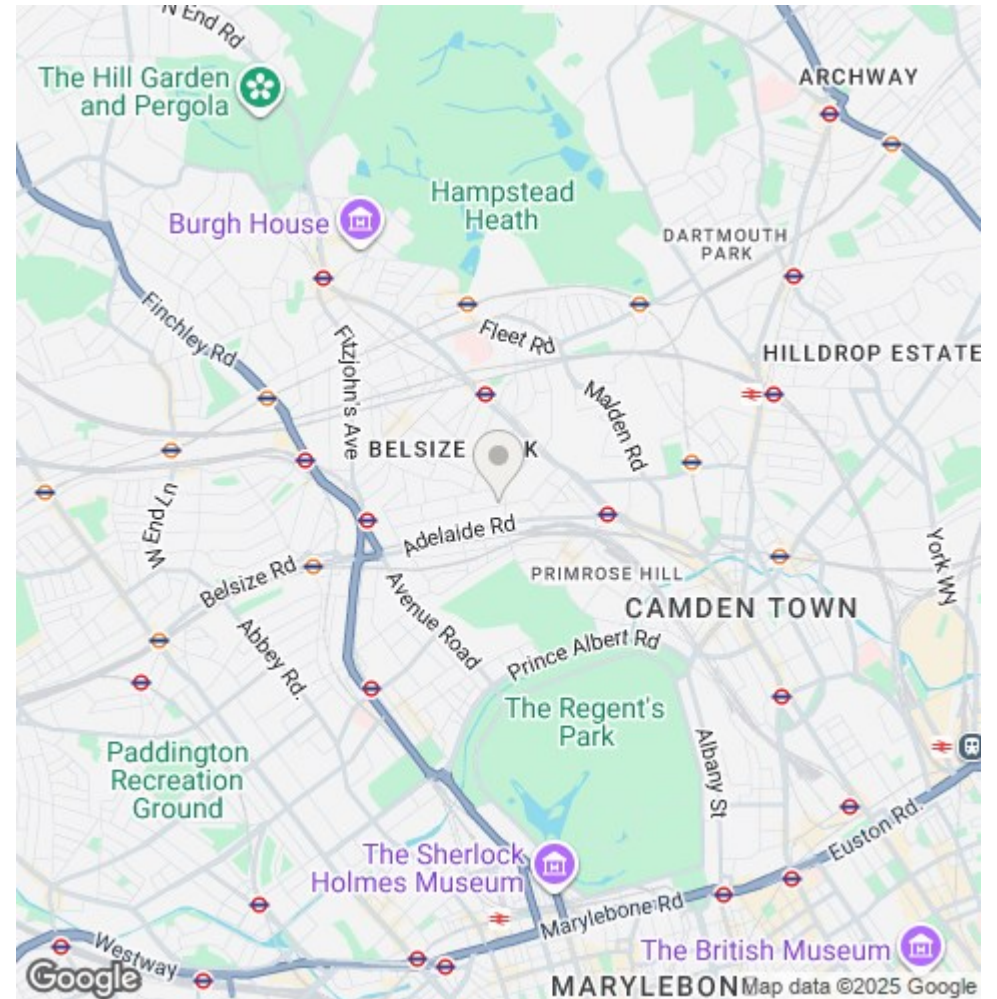 N End Rd
The Hill Garden
and Pergola
ARCHWAY
Hampstead
Heath
Burgh House
DARTMOUTH
PARK
Finchley Rd
Fitzjohn's Ave
Fleet Rd
HILLDROP ESTATE
Malden Rd
BELSIZE K
W End Ln
Adelaide Rd
York Wy
Belsize Rd
PRIMROSE HILL
Avenue Road
CAMDEN TOWN
Abbey Rd.
Prince Albert Rd
The Regent's
Park
Albany St
Paddington
Recreation
Ground
Euston Rd.
The Sherlock
Holmes Museum
Marylebone Rd
Westway
The British Museum
Google
MARYLEBON
Map data ©2025 Google